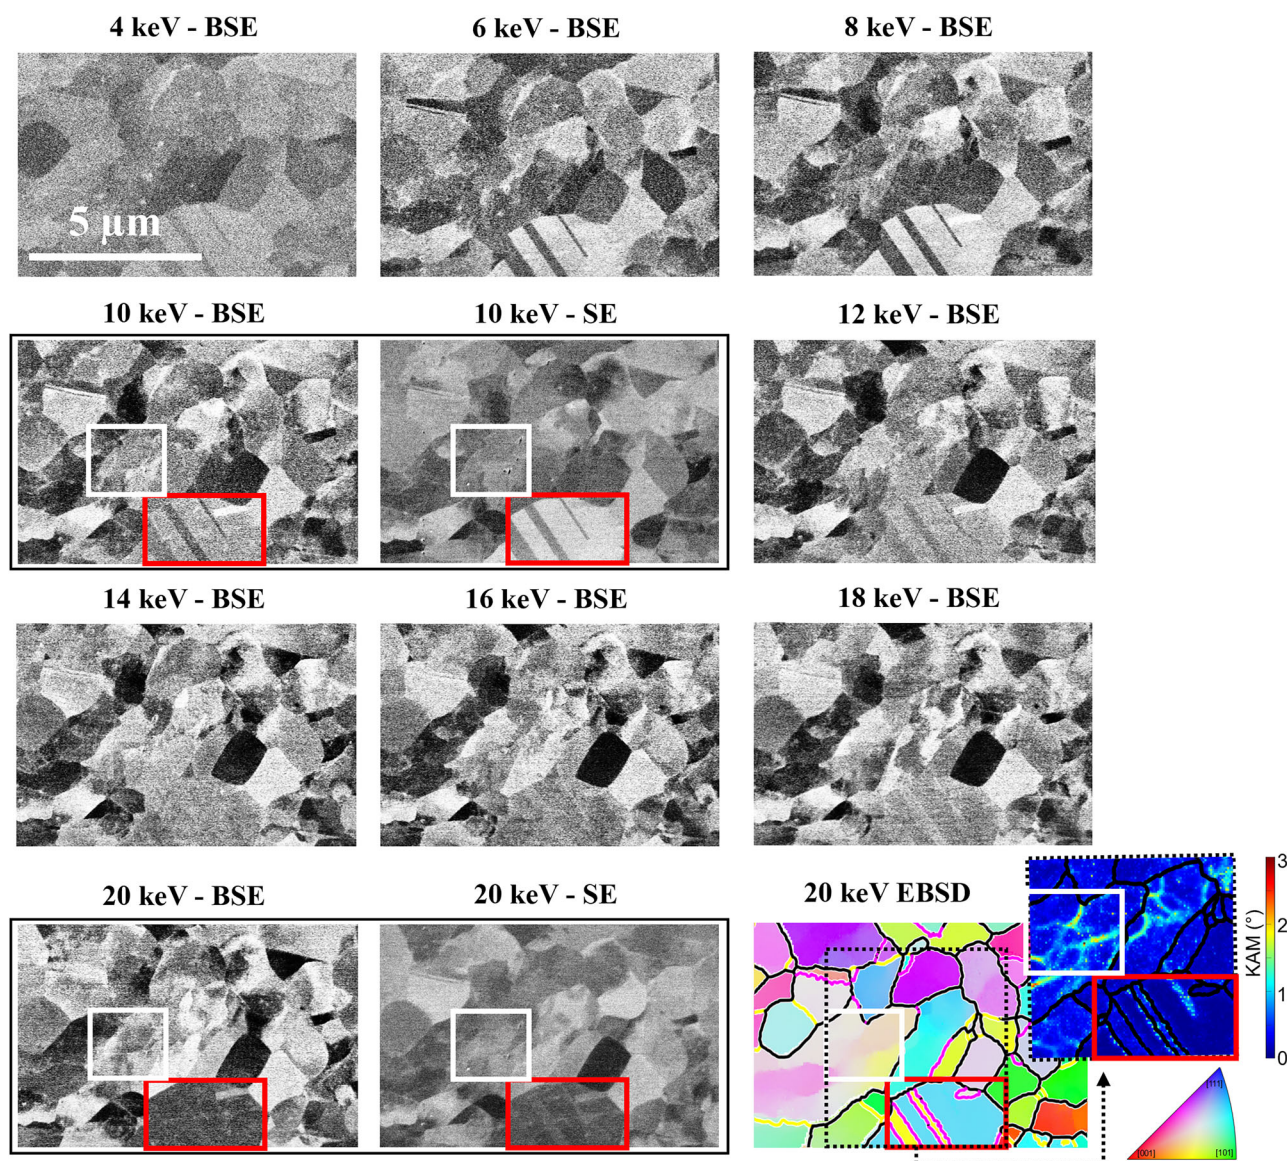 4 keV - BSE
6 keV - BSE
8 keV - BSE
5 µm
10 keV - BSE
10 keV - SE
12 keV - BSE
14 keV - BSE
16 keV - BSE
18 keV - BSE
20 keV - BSE
20 keV - SE
20 keV EBSD
3
2
1
0
KAM (°)
[111]
[001]
[101]